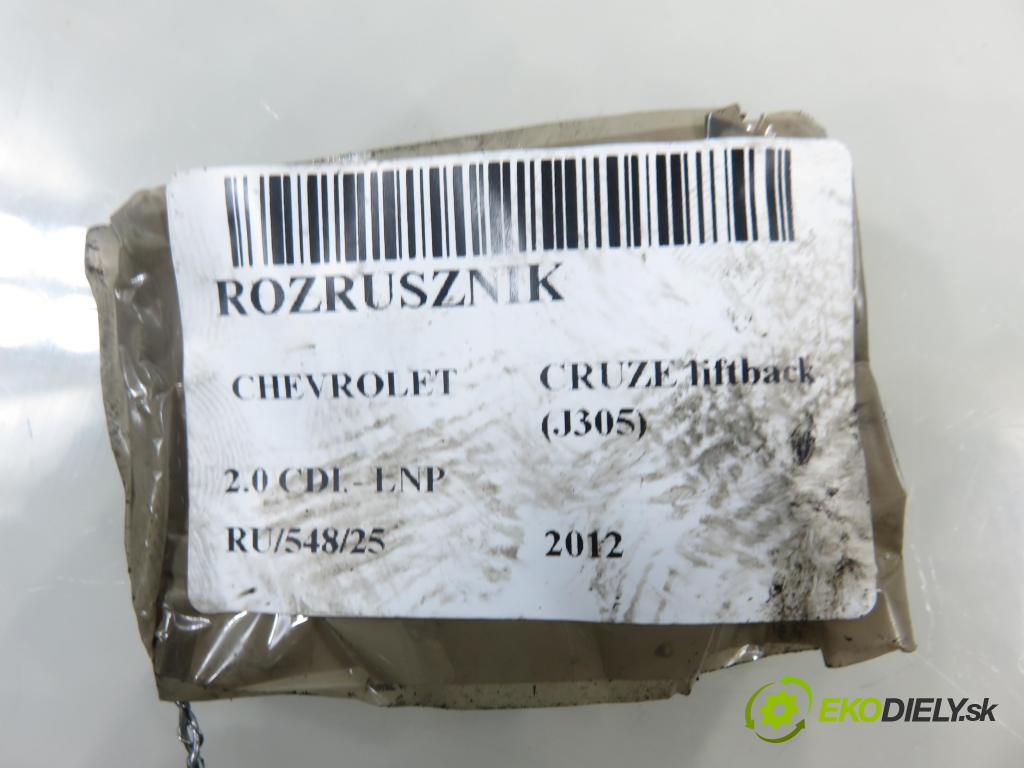 ROZRUSZNIK
CHEVROLET CRUZE liftback
(J305)
2.0 CDI - LNP
RU/548/25 2012
EKODIELY.sk